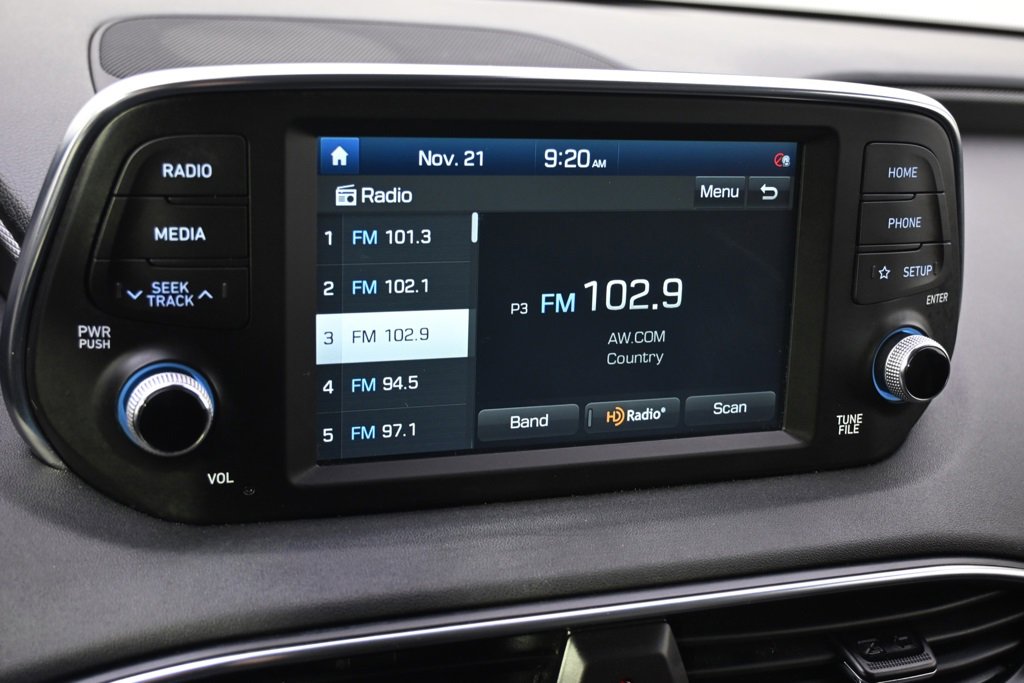 Nov. 21 9:20 AM
Radio Menu
1 FM 101.3
2 FM 102.1
3 FM 102.9
4 FM 94.5
5 FM 97.1
P3 FM 102.9
AW.COM
Country
Band HD Radio® Scan
RADIO
MEDIA
SEEK
TRACK
PWR
PUSH
VOL
HOME
PHONE
SETUP
ENTER
TUNE
FILE